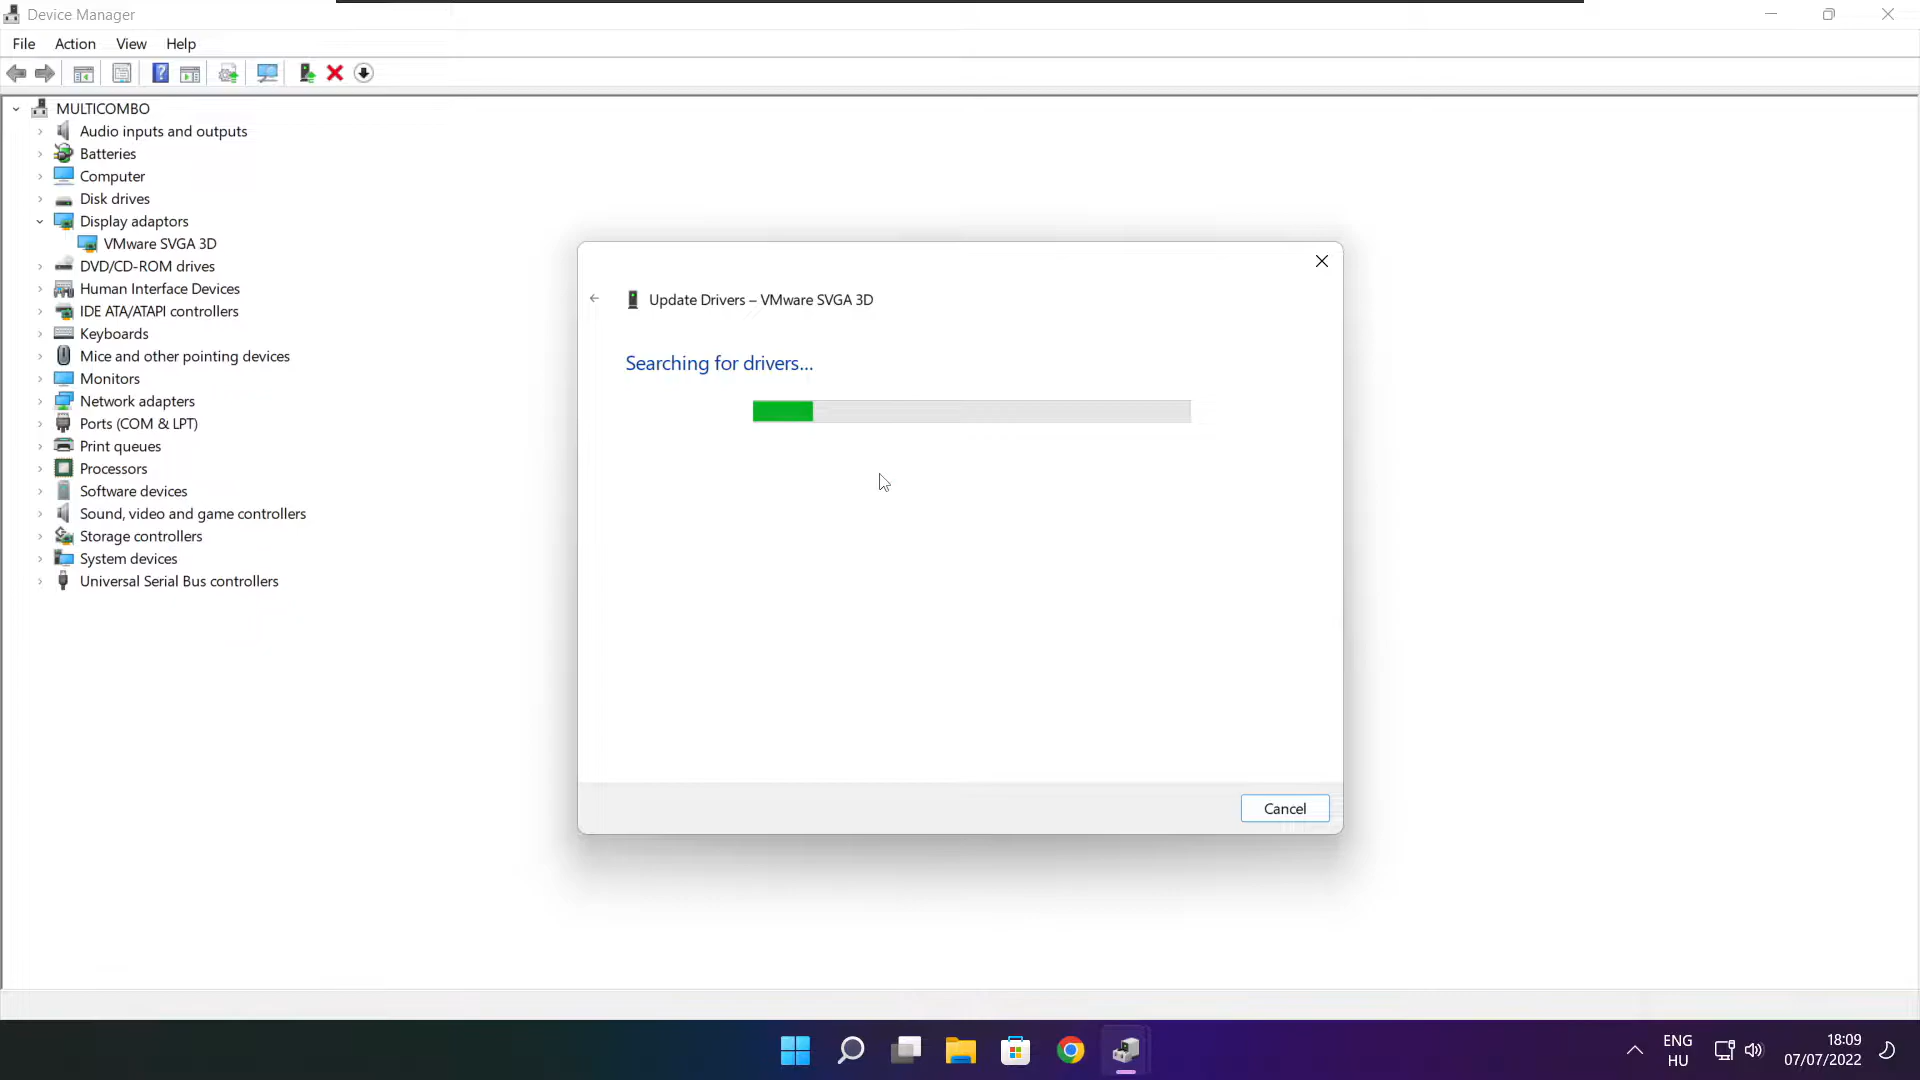 Device Manager
File Action View Help
MULTICOMBO
Audio inputs and outputs
Batteries
Computer
Disk drives
Display adaptors
VMware SVGA 3D
DVD/CD-ROM drives
Human Interface Devices
IDE ATA/ATAPI controllers
Keyboards
Mice and other pointing devices
Monitors
Network adapters
Ports (COM & LPT)
Print queues
Processors
Software devices
Sound, video and game controllers
Storage controllers
System devices
Universal Serial Bus controllers
Update Drivers – VMware SVGA 3D
Searching for drivers...
Cancel
ENG
HU
18:09
07/07/2022